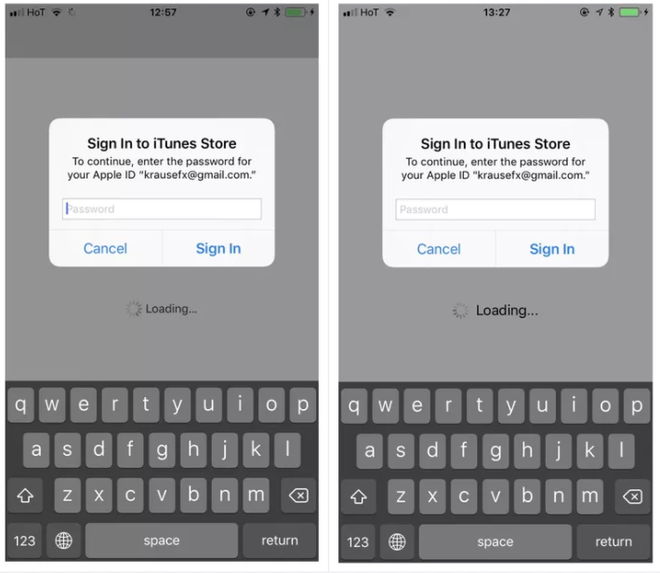 HoT 12:57
Sign In to iTunes Store
To continue, enter the password for
your Apple ID “krausefx@gmail.com.”
Password
Cancel Sign In
Loading...
q w e r t y u i o p
a s d f g h j k l
z x c v b n m
123 space return
HoT 13:27
Sign In to iTunes Store
To continue, enter the password for
your Apple ID “krausefx@gmail.com.”
Password
Cancel Sign In
Loading...
q w e r t y u i o p
a s d f g h j k l
z x c v b n m
123 space return